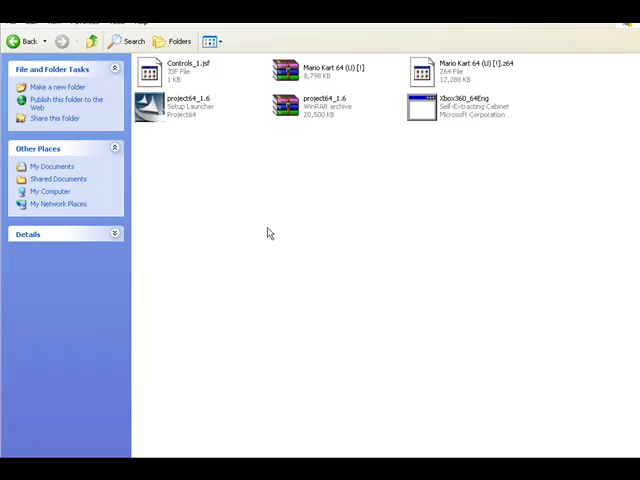 Back
Search
Folders
File and Folder Tasks
Make a new folder
Publish this folder to the
Web
Share this folder
Other Places
My Documents
Shared Documents
My Computer
My Network Places
Details
Controls_1.jsf
JSF File
1 KB
Mario Kart 64 (U) [!]
8,798 KB
Mario Kart 64 (U) [!].z64
Z64 File
12,288 KB
project64_1.6
Setup Launcher
Project64
project64_1.6
WinRAR archive
20,500 KB
Xbox360_64Eng
Self-Extracting Cabinet
Microsoft Corporation